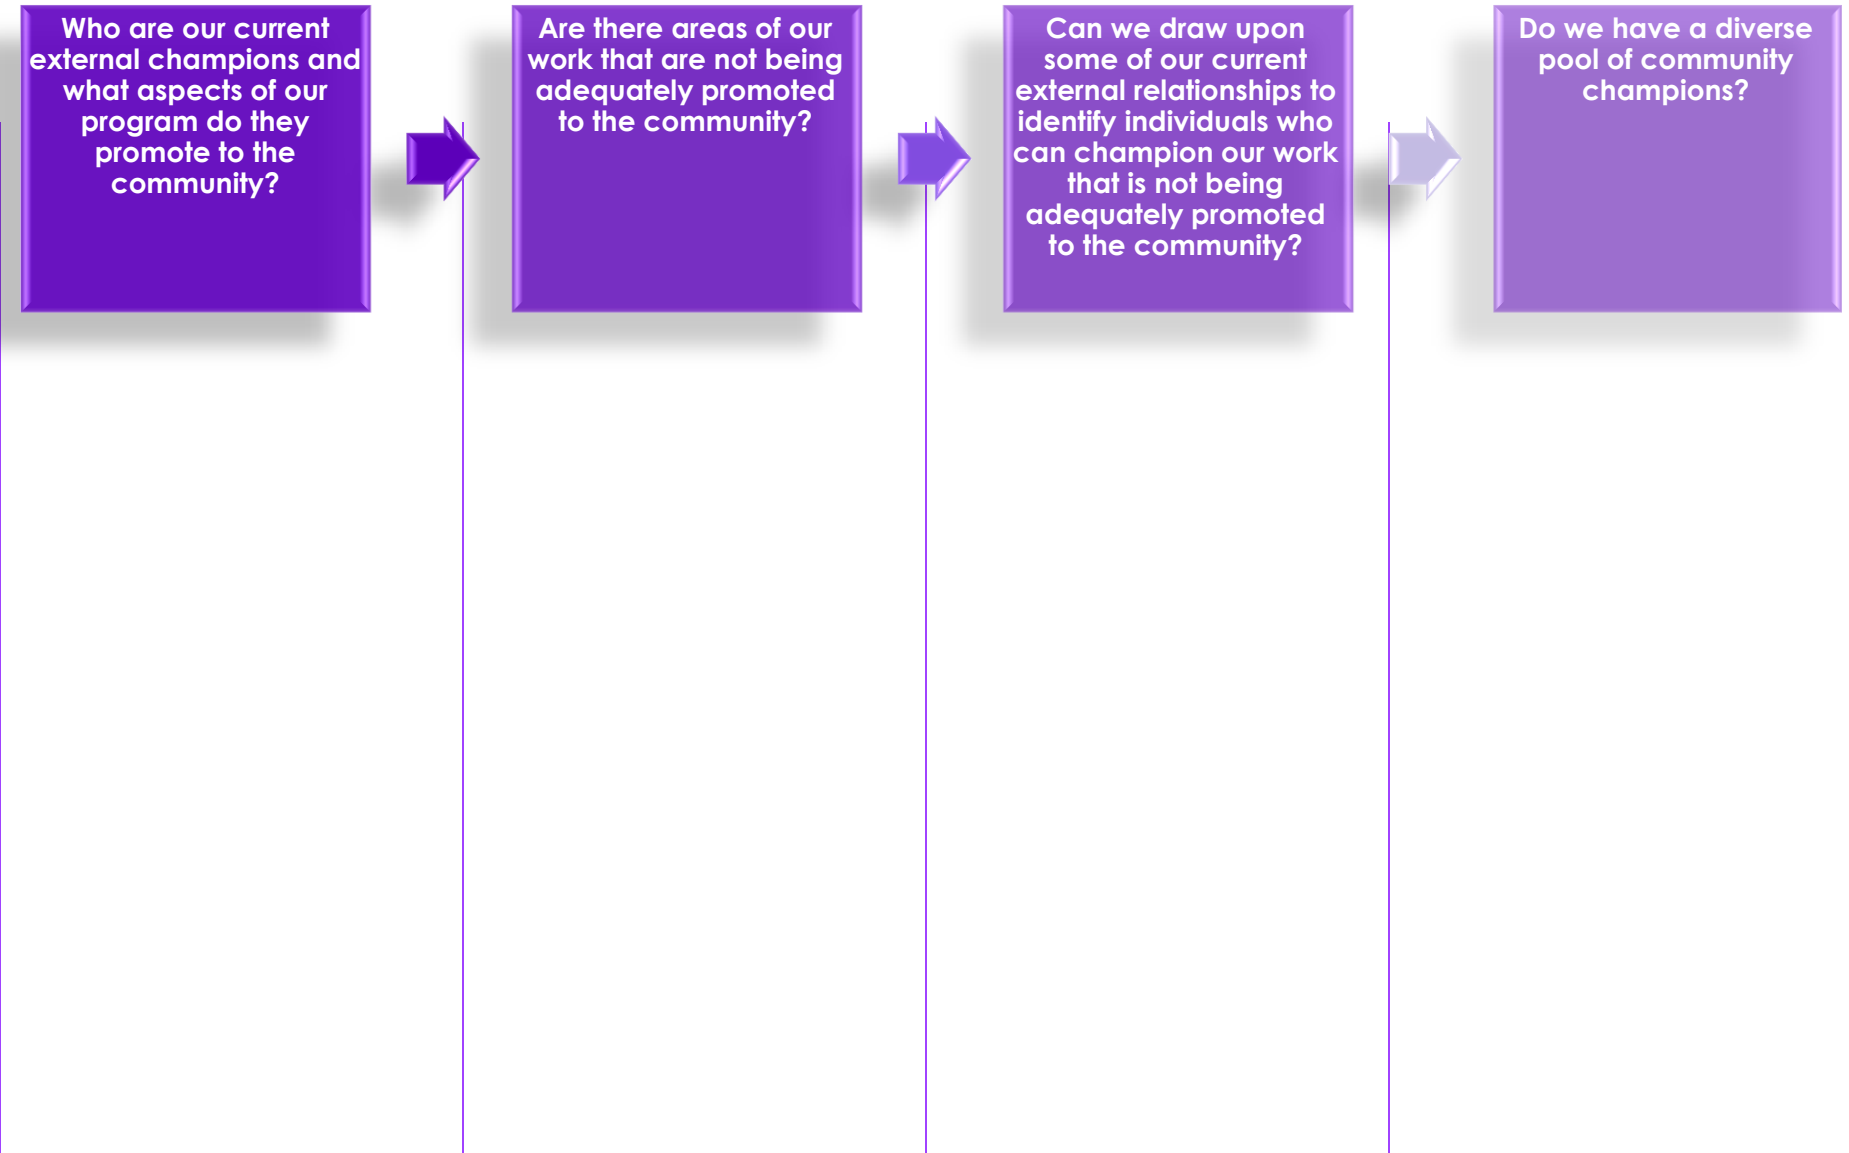 Who are our current
external champions and
what aspects of our
program do they
promote to the
community?
Are there areas of our
work that are not being
adequately promoted
to the community?
Can we draw upon
some of our current
external relationships to
identify individuals who
can champion our work
that is not being
adequately promoted
to the community?
Do we have a diverse
pool of community
champions?